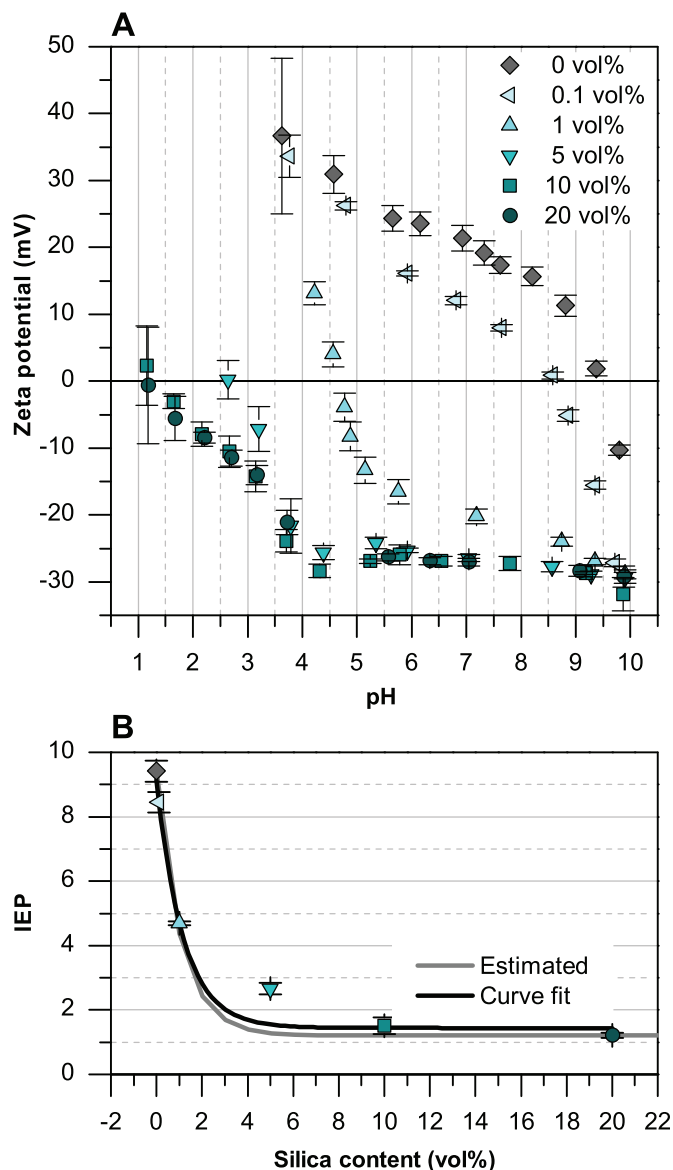 A
50
40
30
20
10
0
-10
-20
-30
Zeta potential (mV)
0 vol%
0.1 vol%
1 vol%
5 vol%
10 vol%
20 vol%
1 2 3 4 5 6 7 8 9 10
pH
B
10
8
6
4
2
0
IEP
Estimated
Curve fit
-2 0 2 4 6 8 10 12 14 16 18 20 22
Silica content (vol%)